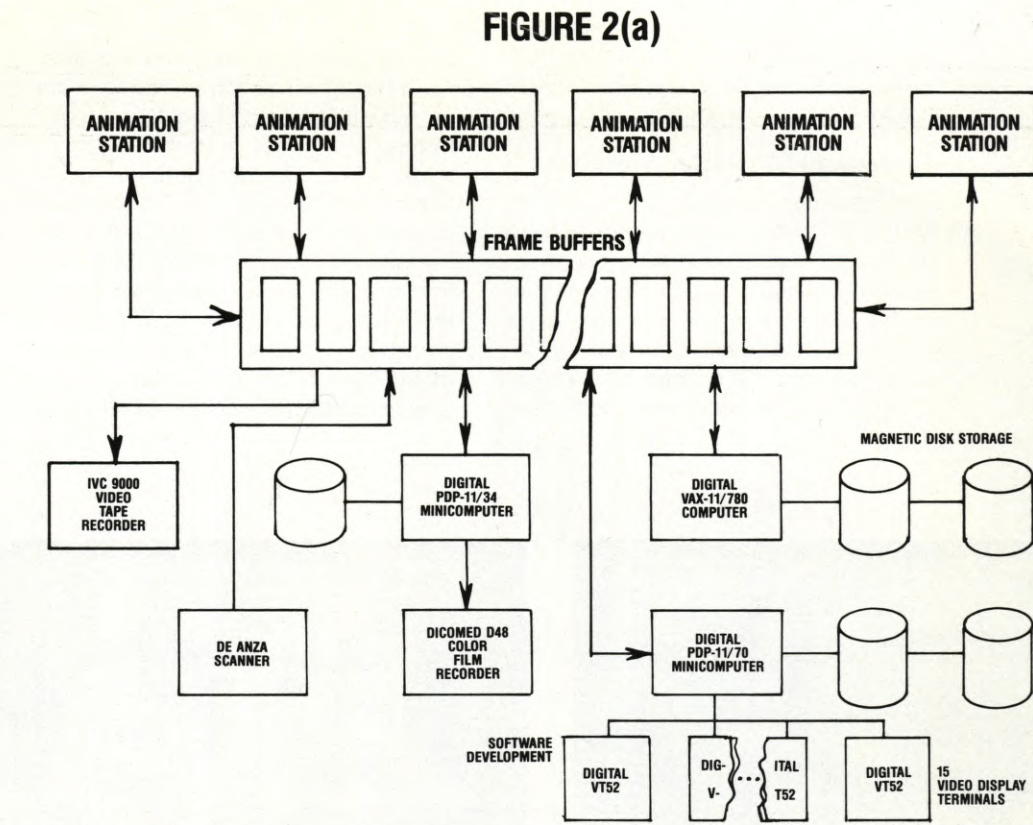 FIGURE 2(a)
ANIMATION
STATION
ANIMATION
STATION
ANIMATION
STATION
ANIMATION
STATION
ANIMATION
STATION
ANIMATION
STATION
FRAME BUFFERS
IVC 9000
VIDEO
TAPE
RECORDER
DIGITAL
PDP-11/34
MINICOMPUTER
DIGITAL
VAX-11/780
COMPUTER
MAGNETIC DISK STORAGE
DE ANZA
SCANNER
DICOMED D48
COLOR
FILM
RECORDER
DIGITAL
PDP-11/70
MINICOMPUTER
SOFTWARE
DEVELOPMENT
DIGITAL
VT52
DIG-
V-
ITAL
T52
DIGITAL
VT52
15
VIDEO DISPLAY
TERMINALS